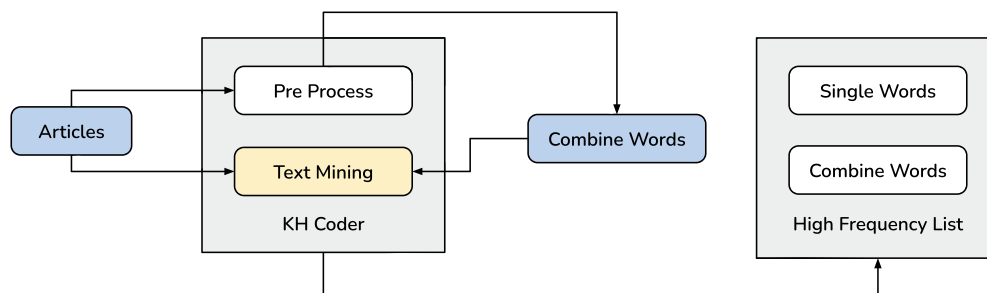 Articles
Pre Process
Text Mining
KH Coder
Combine Words
Single Words
Combine Words
High Frequency List